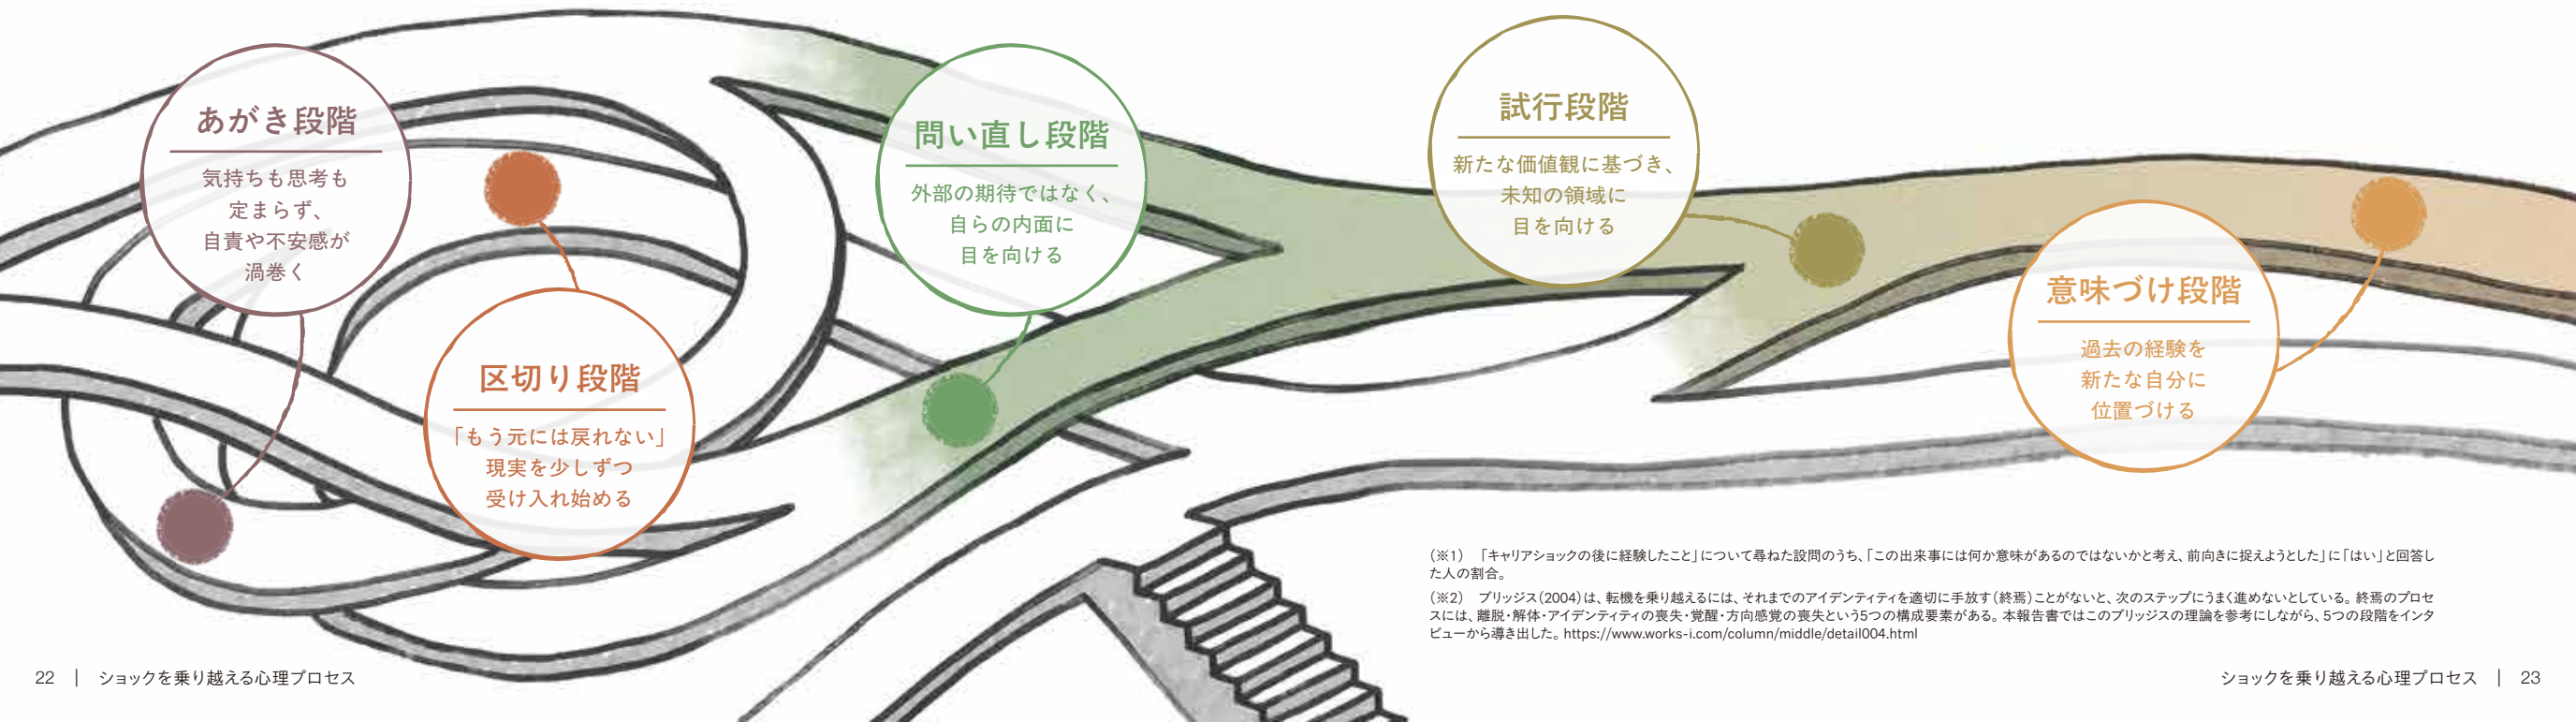 あがき段階
気持ちも思考も
定まらず、
自責や不安感が
渦巻く
区切り段階
「もう元には戻れない」
現実を少しずつ
受け入れ始める
問い直し段階
外部の期待ではなく、
自らの内面に
目を向ける
試行段階
新たな価値観に基づき、
未知の領域に
目を向ける
意味づけ段階
過去の経験を
新たな自分に
位置づける
(※1) 「キャリアショックの後に経験したこと」について尋ねた設問のうち、「この出来事には何か意味があるのではないかと考え、前向きに捉えようとした」に「はい」と回答し
た人の割合。
(※2) ブリッジス(2004)は、転機を乗り越えるには、それまでのアイデンティティを適切に手放す(終焉)ことがないと、次のステップにうまく進めないとしている。終焉のプロセ
スには、離脱・解体・アイデンティティの喪失・覚醒・方向感覚の喪失という5つの構成要素がある。本報告書ではこのブリッジスの理論を参考にしながら、5つの段階をインタ
ビューから導き出した。https://www.works-i.com/column/middle/detail004.html
22 | ショックを乗り越える心理プロセス
ショックを乗り越える心理プロセス | 23